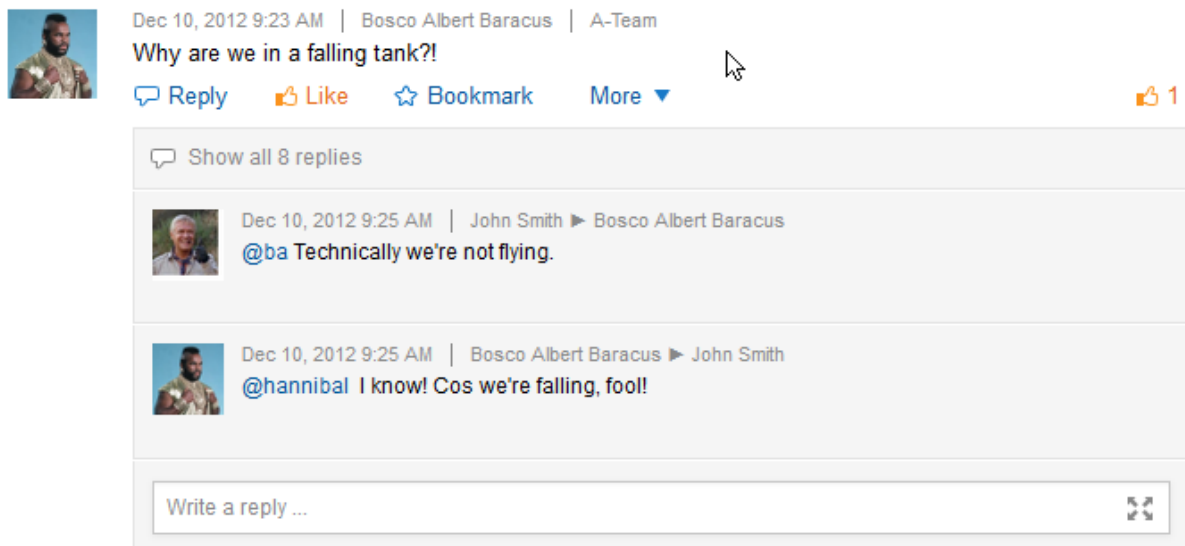 Dec 10, 2012 9:23 AM | Bosco Albert Baracus | A-Team
Why are we in a falling tank?!
Reply Like Bookmark More ▼ 1
Show all 8 replies
Dec 10, 2012 9:25 AM | John Smith ► Bosco Albert Baracus
@ba Technically we're not flying.
Dec 10, 2012 9:25 AM | Bosco Albert Baracus ► John Smith
@hannibal I know! Cos we're falling, fool!
Write a reply ...